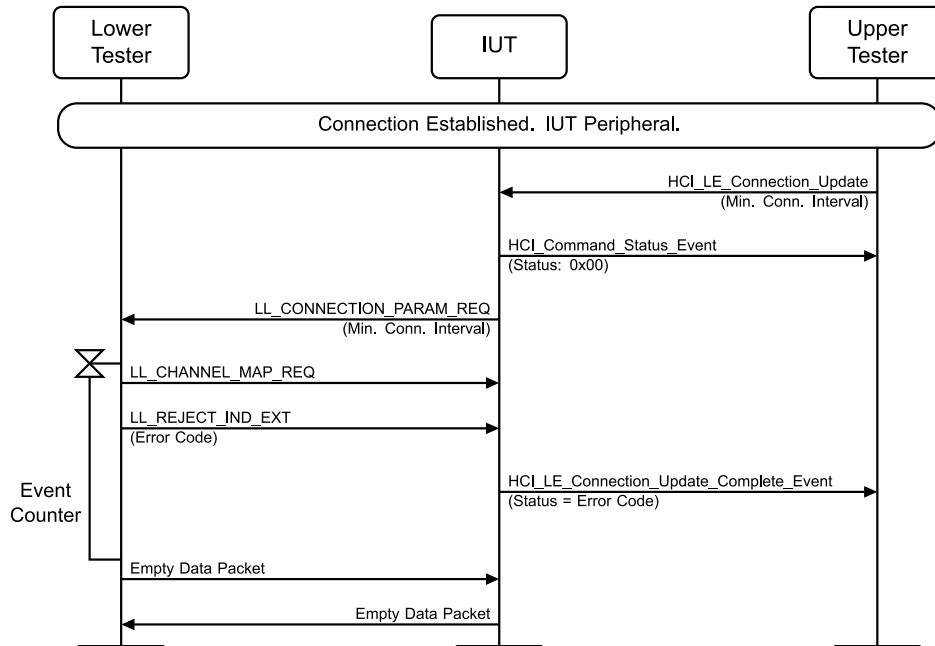 Lower
Tester
IUT
Upper
Tester
Connection Established. IUT Peripheral.
HCI_LE_Connection_Update
(Min. Conn. Interval)
HCI_Command_Status_Event
(Status: 0x00)
LL_CONNECTION_PARAM_REQ
(Min. Conn. Interval)
LL_CHANNEL_MAP_REQ
LL_REJECT_IND_EXT
(Error Code)
HCI_LE_Connection_Update_Complete_Event
(Status = Error Code)
Event
Counter
Empty Data Packet
Empty Data Packet